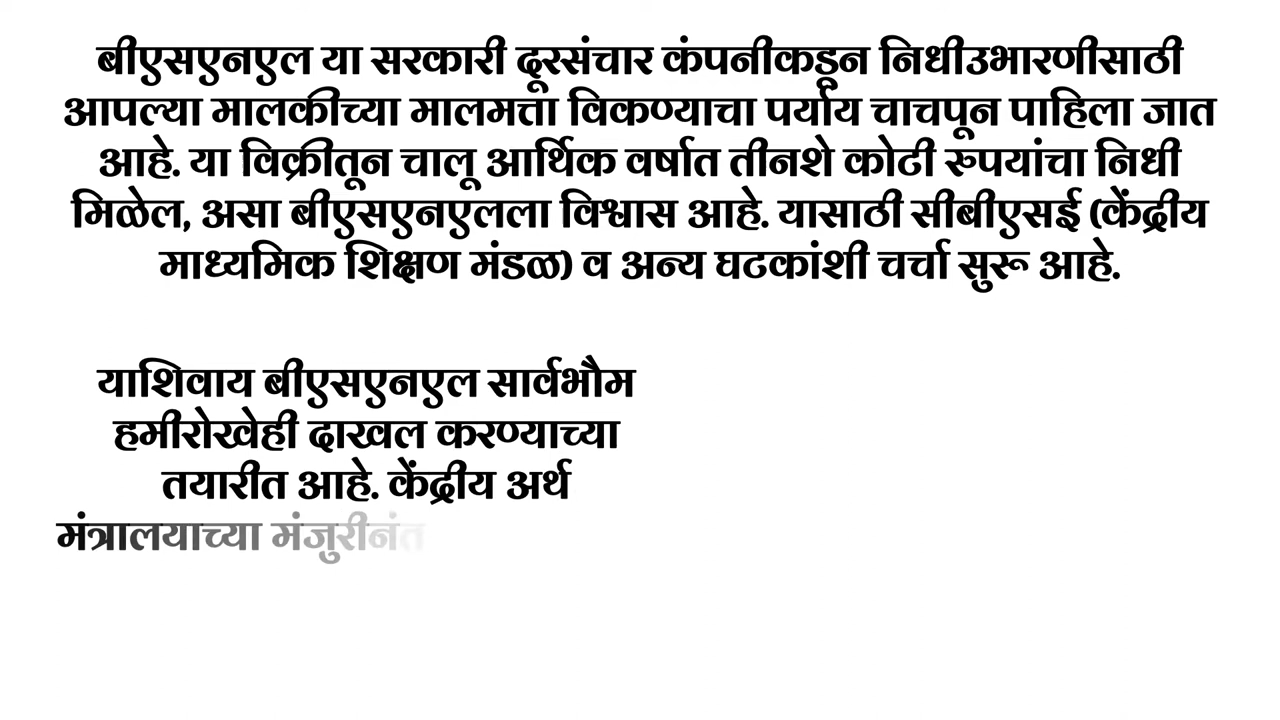 बीएसएनएल या सरकारी दूरसंचार कंपनीकडून निधीउभारणीसाठी
आपल्या मालकीच्या मालमत्ता विकण्याचा पर्याय चाचपून पाहिला जात
आहे. या विक्रीतून चालू आर्थिक वर्षात तीनशे कोटी रुपयांचा निधी
मिळेल, असा बीएसएनएलला विश्वास आहे. यासाठी सीबीएसई (केंद्रीय
माध्यमिक शिक्षण मंडळ) व अन्य घटकांशी चर्चा सुरू आहे.
याशिवाय बीएसएनएल सार्वभौम
हमीरोखेही दाखल करण्याच्या
तयारीत आहे. केंद्रीय अर्थ
मंत्रालयाच्या मंजुरीनंत